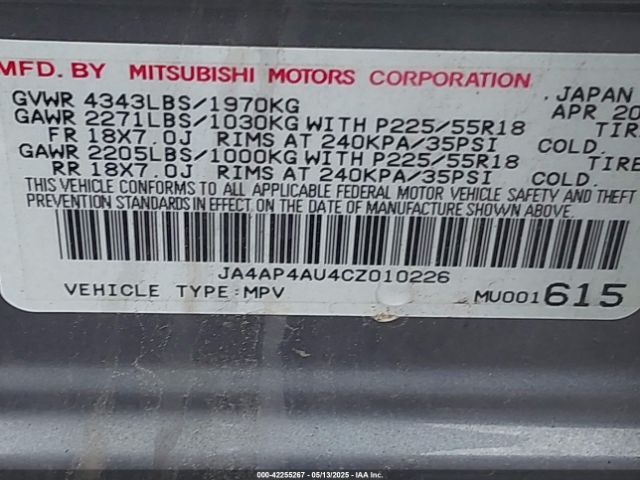 MFD. BY MITSUBISHI MOTORS CORPORATION, JAPAN
GVWR 4343LBS/1970KG APR 20
GAWR 2271LBS/1030KG WITH P225/55R18 TIRE
FR 18X7.0J RIMS AT 240KPA/35PSI COLD.
GAWR 2205LBS/1000KG WITH P225/55R18 TIRE
RR 18X7.0J RIMS AT 240KPA/35PSI COLD.
THIS VEHICLE CONFORMS TO ALL APPLICABLE FEDERAL MOTOR VEHICLE SAFETY AND THEFT
PREVENTION STANDARDS IN EFFECT ON THE DATE OF MANUFACTURE SHOWN ABOVE.
JA4AP4AU4CZ010226
VEHICLE TYPE:MPV MU001615
000-42255267 - 05/13/2025 - IAAI.COM